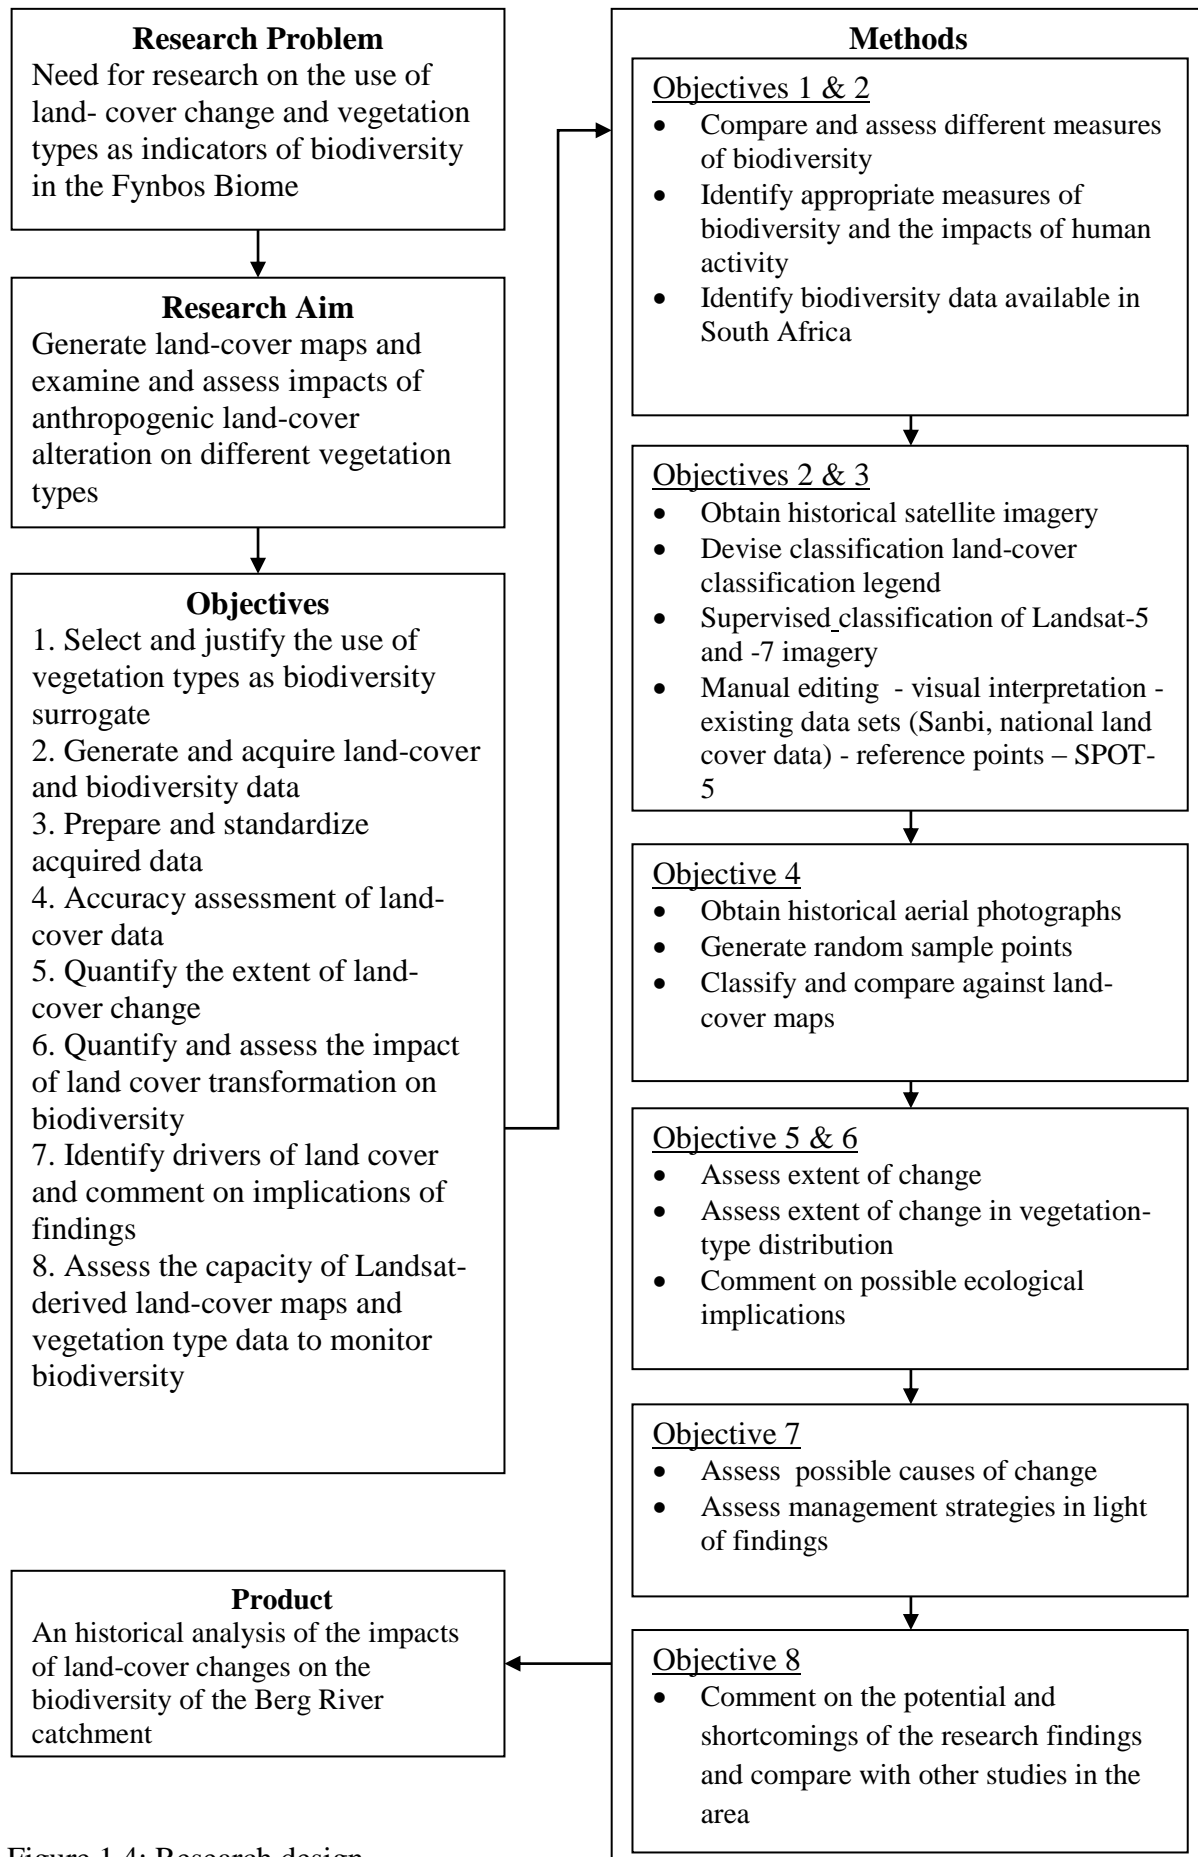 Research Problem
Need for research on the use of
land- cover change and vegetation
types as indicators of biodiversity
in the Fynbos Biome
Research Aim
Generate land-cover maps and
examine and assess impacts of
anthropogenic land-cover
alteration on different vegetation
types
Objectives
1. Select and justify the use of
vegetation types as biodiversity
surrogate
2. Generate and acquire land-cover
and biodiversity data
3. Prepare and standardize
acquired data
4. Accuracy assessment of land-
cover data
5. Quantify the extent of land-
cover change
6. Quantify and assess the impact
of land cover transformation on
biodiversity
7. Identify drivers of land cover
and comment on implications of
findings
8. Assess the capacity of Landsat-
derived land-cover maps and
vegetation type data to monitor
biodiversity
Methods
Objectives 1 & 2
• Compare and assess different measures
of biodiversity
• Identify appropriate measures of
biodiversity and the impacts of human
activity
• Identify biodiversity data available in
South Africa
Objectives 2 & 3
• Obtain historical satellite imagery
• Devise classification land-cover
classification legend
• Supervised classification of Landsat-5
and -7 imagery
• Manual editing - visual interpretation -
existing data sets (Sanbi, national land
cover data) - reference points – SPOT-
5
Objective 4
• Obtain historical aerial photographs
• Generate random sample points
• Classify and compare against land-
cover maps
Objective 5 & 6
• Assess extent of change
• Assess extent of change in vegetation-
type distribution
• Comment on possible ecological
implications
Objective 7
• Assess possible causes of change
• Assess management strategies in light
of findings
Objective 8
• Comment on the potential and
shortcomings of the research findings
and compare with other studies in the
area
Product
An historical analysis of the impacts
of land-cover changes on the
biodiversity of the Berg River
catchment
Figure 1.4: Research design